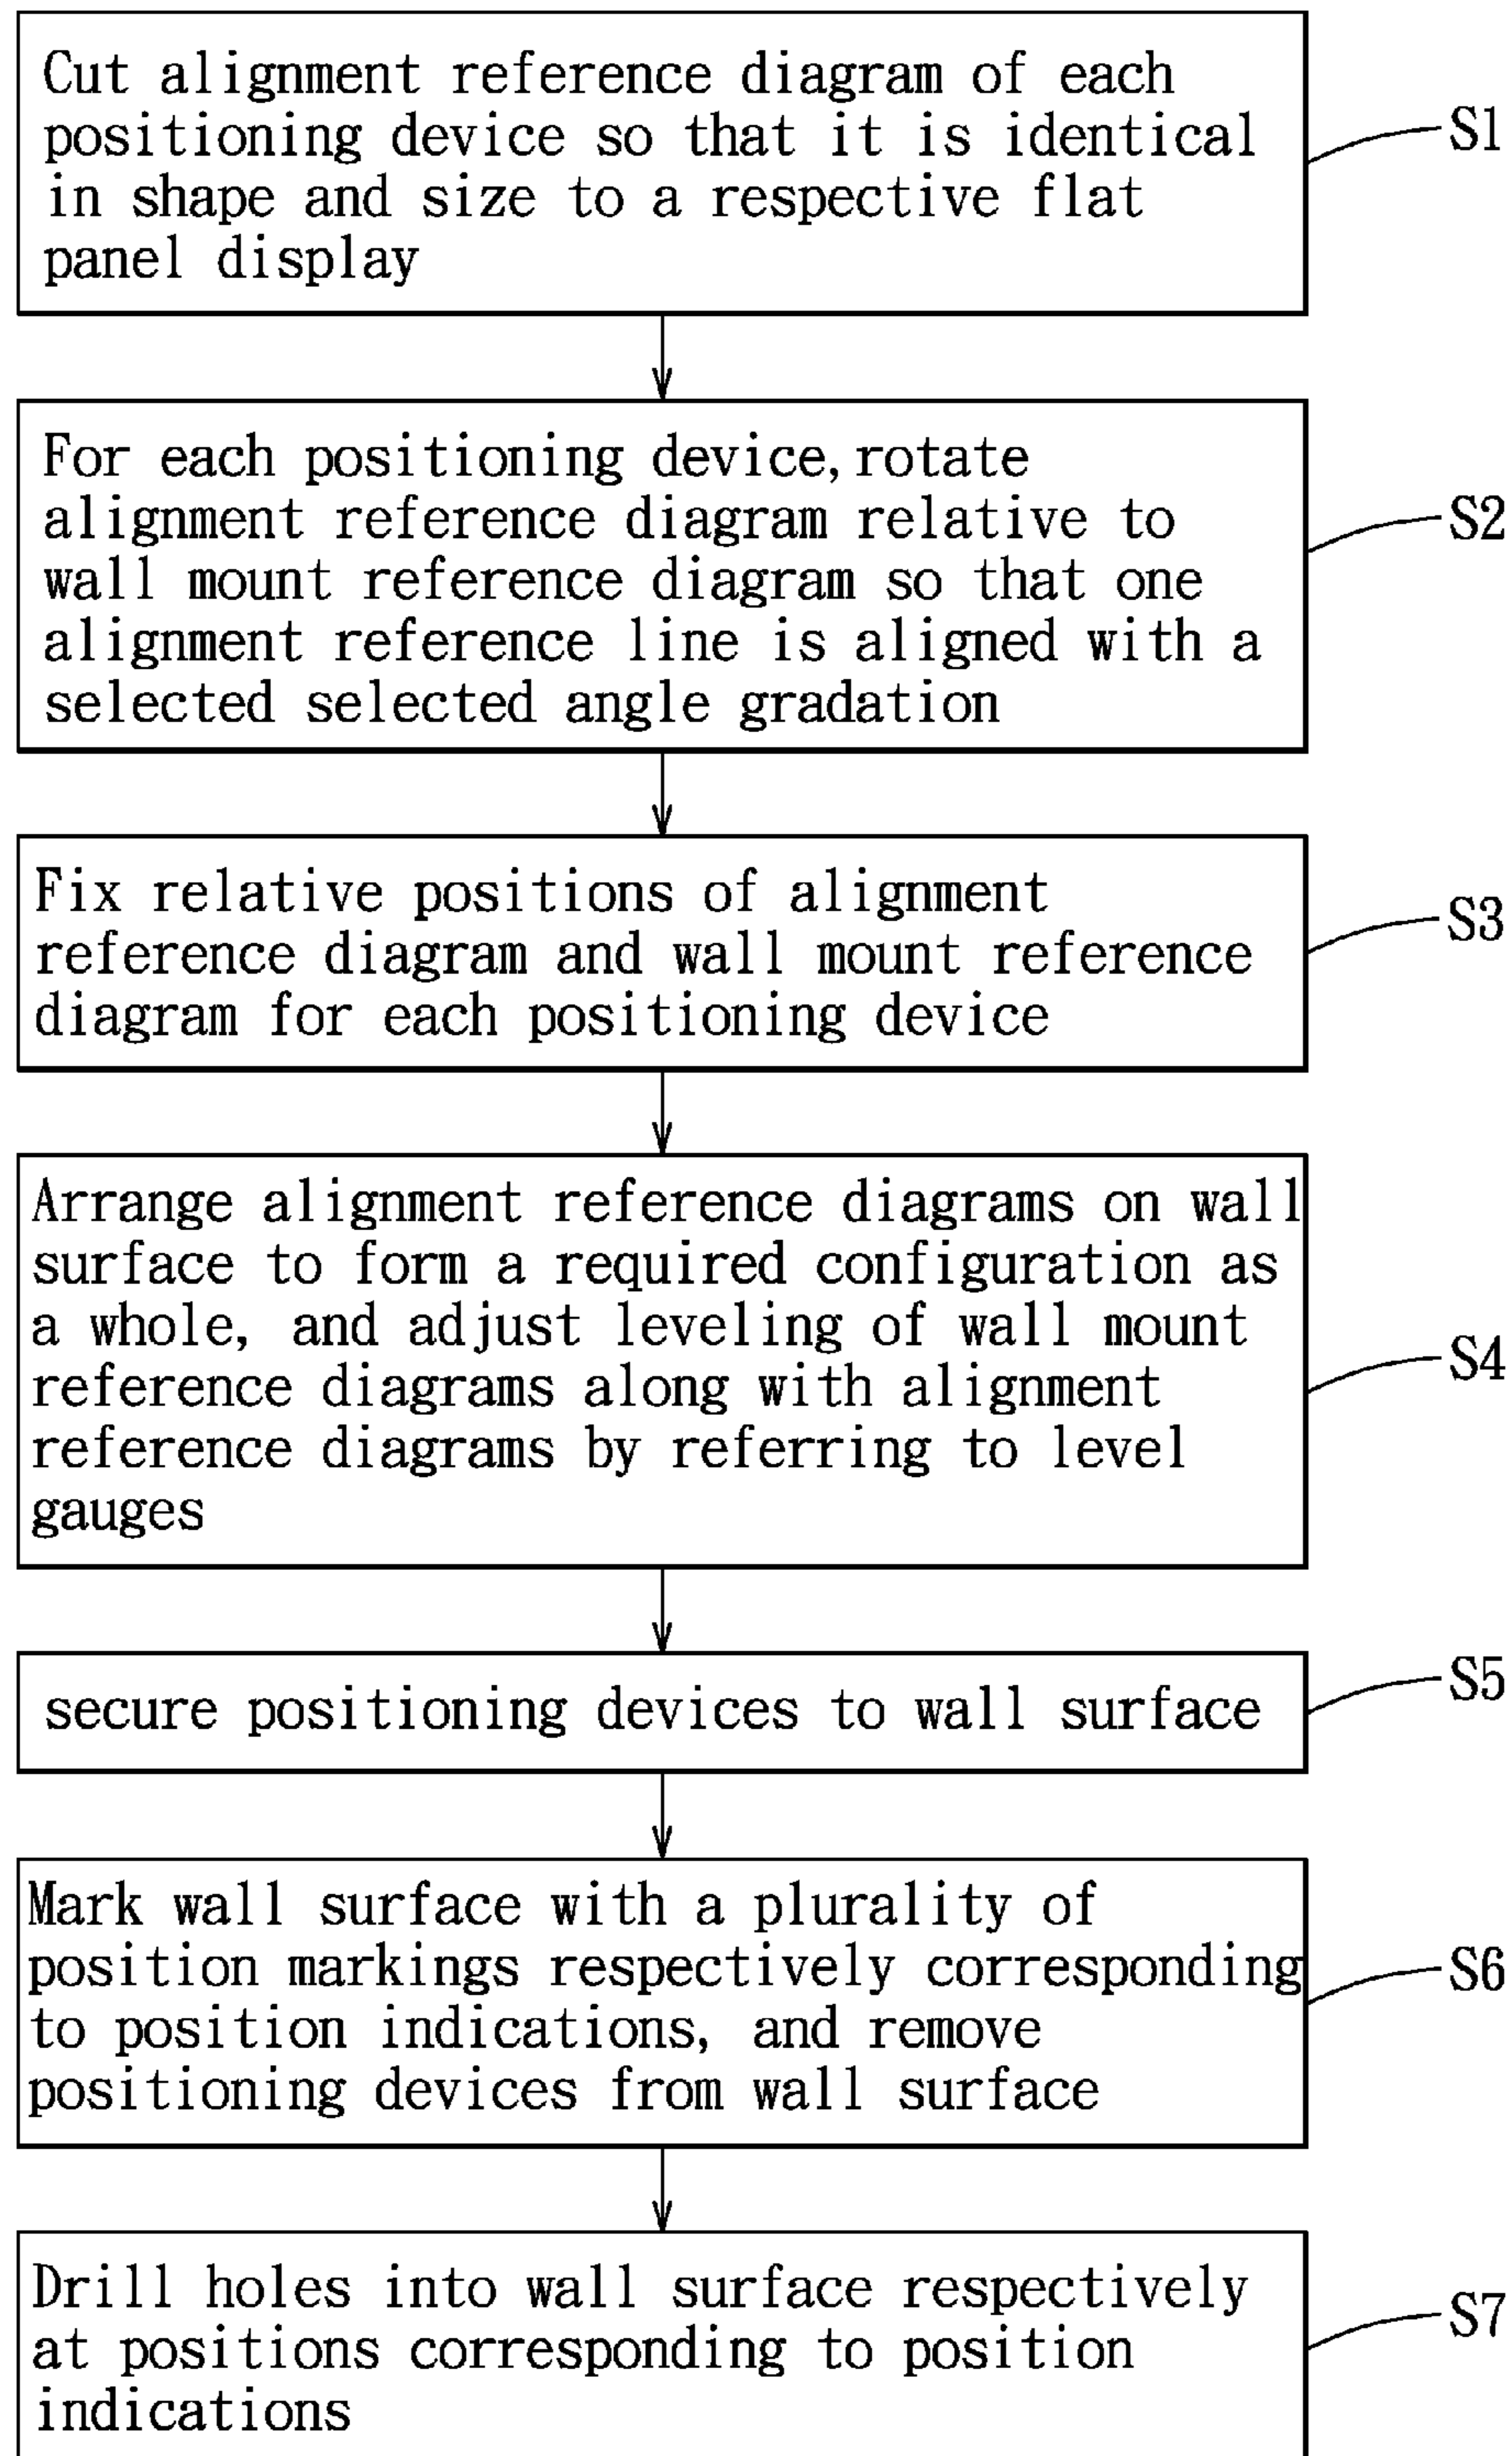 Cut alignment reference diagram of each
positioning device so that it is identical
in shape and size to a respective flat
panel display
S1
For each positioning device, rotate
alignment reference diagram relative to
wall mount reference diagram so that one
alignment reference line is aligned with a
selected selected angle gradation
S2
Fix relative positions of alignment
reference diagram and wall mount reference
diagram for each positioning device
S3
Arrange alignment reference diagrams on wall
surface to form a required configuration as
a whole, and adjust leveling of wall mount
reference diagrams along with alignment
reference diagrams by referring to level
gauges
S4
secure positioning devices to wall surface
S5
Mark wall surface with a plurality of
position markings respectively corresponding
to position indications, and remove
positioning devices from wall surface
S6
Drill holes into wall surface respectively
at positions corresponding to position
indications
S7